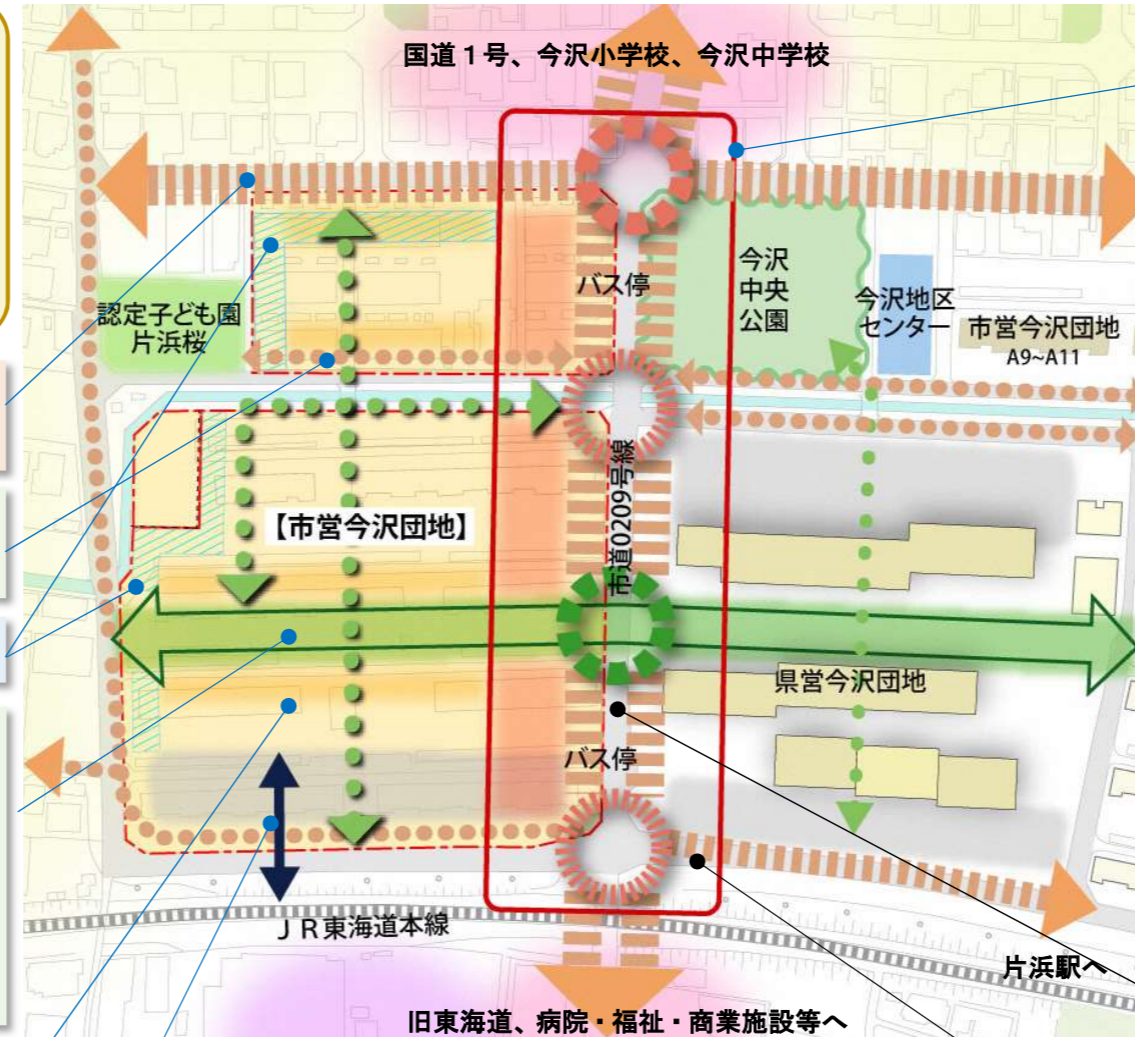 国道1号、今沢小学校、今沢中学校
バス停
今沢
中央
公園
今沢地区
センター
市営今沢団地
A9~A11
認定子ども園
片浜桜
市道0209号線
【市営今沢団地】
県営今沢団地
バス停
JR東海道本線
片浜駅へ
旧東海道、病院・福祉・商業施設等へ